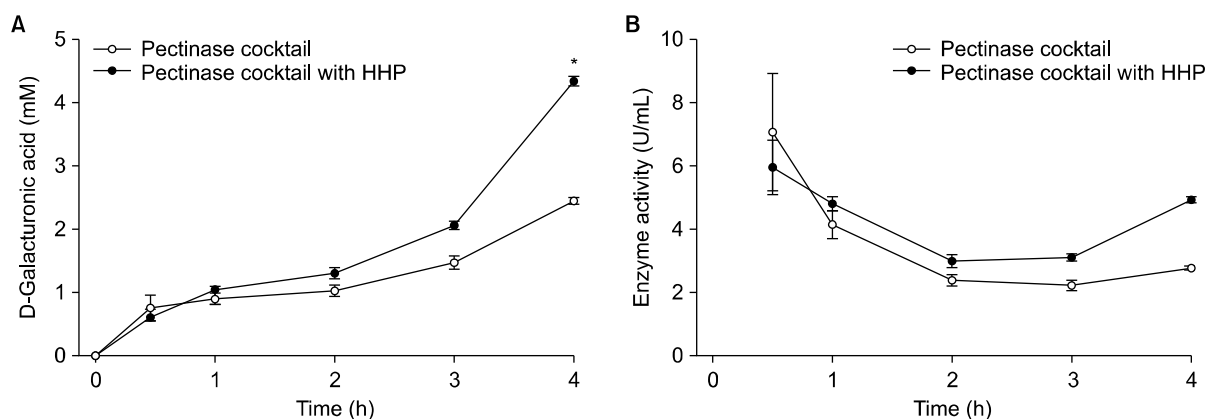 A
Pectinase cocktail
Pectinase cocktail with HHP
*
D-Galacturonic acid (mM)
5
4
3
2
1
0
0 1 2 3 4
Time (h)
B
Pectinase cocktail
Pectinase cocktail with HHP
Enzyme activity (U/mL)
10
8
6
4
2
0
0 1 2 3 4
Time (h)